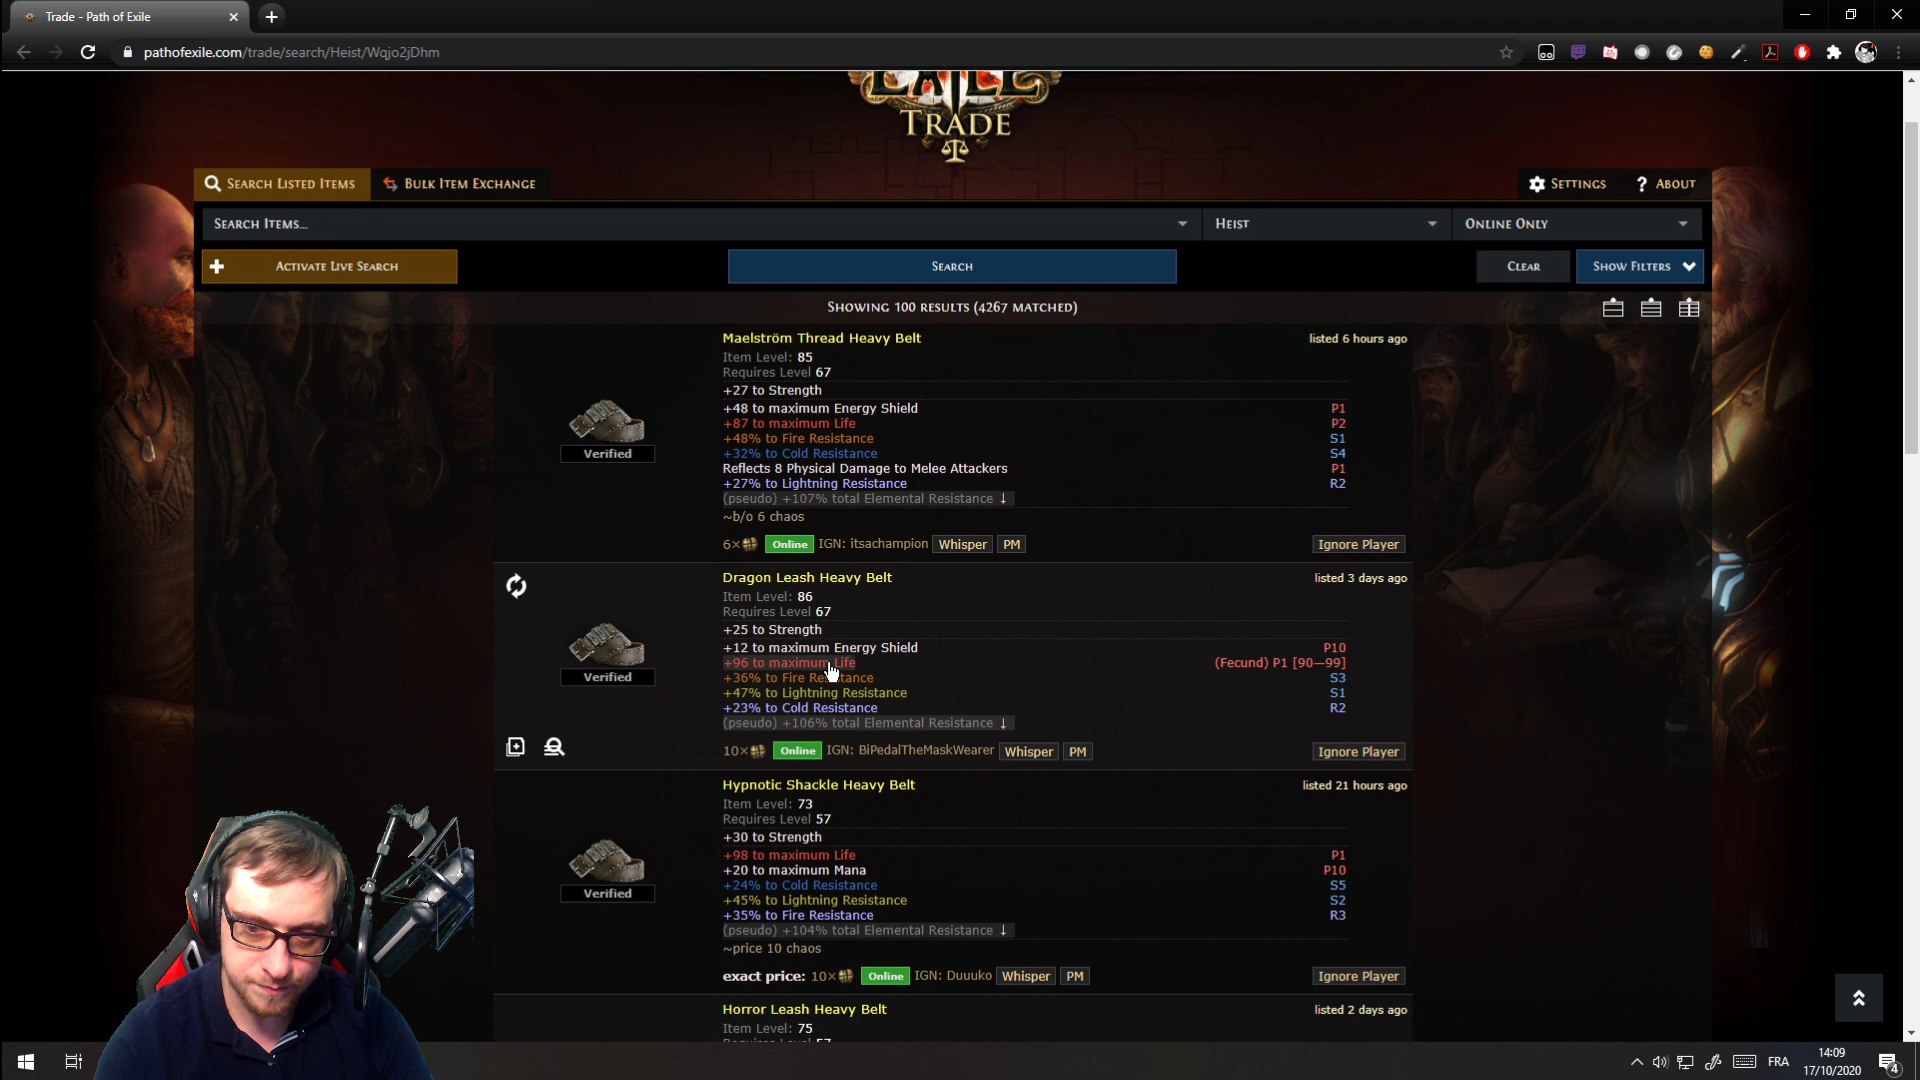 Trade - Path of Exile
pathofexile.com/trade/search/Heist/Wqjo2jDhm
EXILE
TRADE
SEARCH LISTED ITEMS
BULK ITEM EXCHANGE
SETTINGS
? ABOUT
SEARCH ITEMS...
HEIST
ONLINE ONLY
ACTIVATE LIVE SEARCH
SEARCH
CLEAR
SHOW FILTERS
SHOWING 100 RESULTS (4267 MATCHED)
Maelström Thread Heavy Belt
listed 6 hours ago
Item Level: 85
Requires Level 67
+27 to Strength
+48 to maximum Energy Shield P1
+87 to maximum Life P2
+48% to Fire Resistance S1
+32% to Cold Resistance S4
Reflects 8 Physical Damage to Melee Attackers P1
+27% to Lightning Resistance R2
(pseudo) +107% total Elemental Resistance ↓
~b/o 6 chaos
Verified
6× Online IGN: itsachampion Whisper PM Ignore Player
Dragon Leash Heavy Belt
listed 3 days ago
Item Level: 86
Requires Level 67
+25 to Strength
+12 to maximum Energy Shield P10
+96 to maximum Life (Fecund) P1 [90—99]
+36% to Fire Resistance S3
+47% to Lightning Resistance S1
+23% to Cold Resistance R2
(pseudo) +106% total Elemental Resistance ↓
Verified
10× Online IGN: BiPedalTheMaskWearer Whisper PM Ignore Player
Hypnotic Shackle Heavy Belt
listed 21 hours ago
Item Level: 73
Requires Level 57
+30 to Strength
+98 to maximum Life P1
+20 to maximum Mana P10
+24% to Cold Resistance S5
+45% to Lightning Resistance S2
+35% to Fire Resistance R3
(pseudo) +104% total Elemental Resistance ↓
~price 10 chaos
Verified
exact price: 10× Online IGN: Duuuko Whisper PM Ignore Player
Horror Leash Heavy Belt
listed 2 days ago
Item Level: 75
Requires Level 57
FRA
14:09
17/10/2020
4